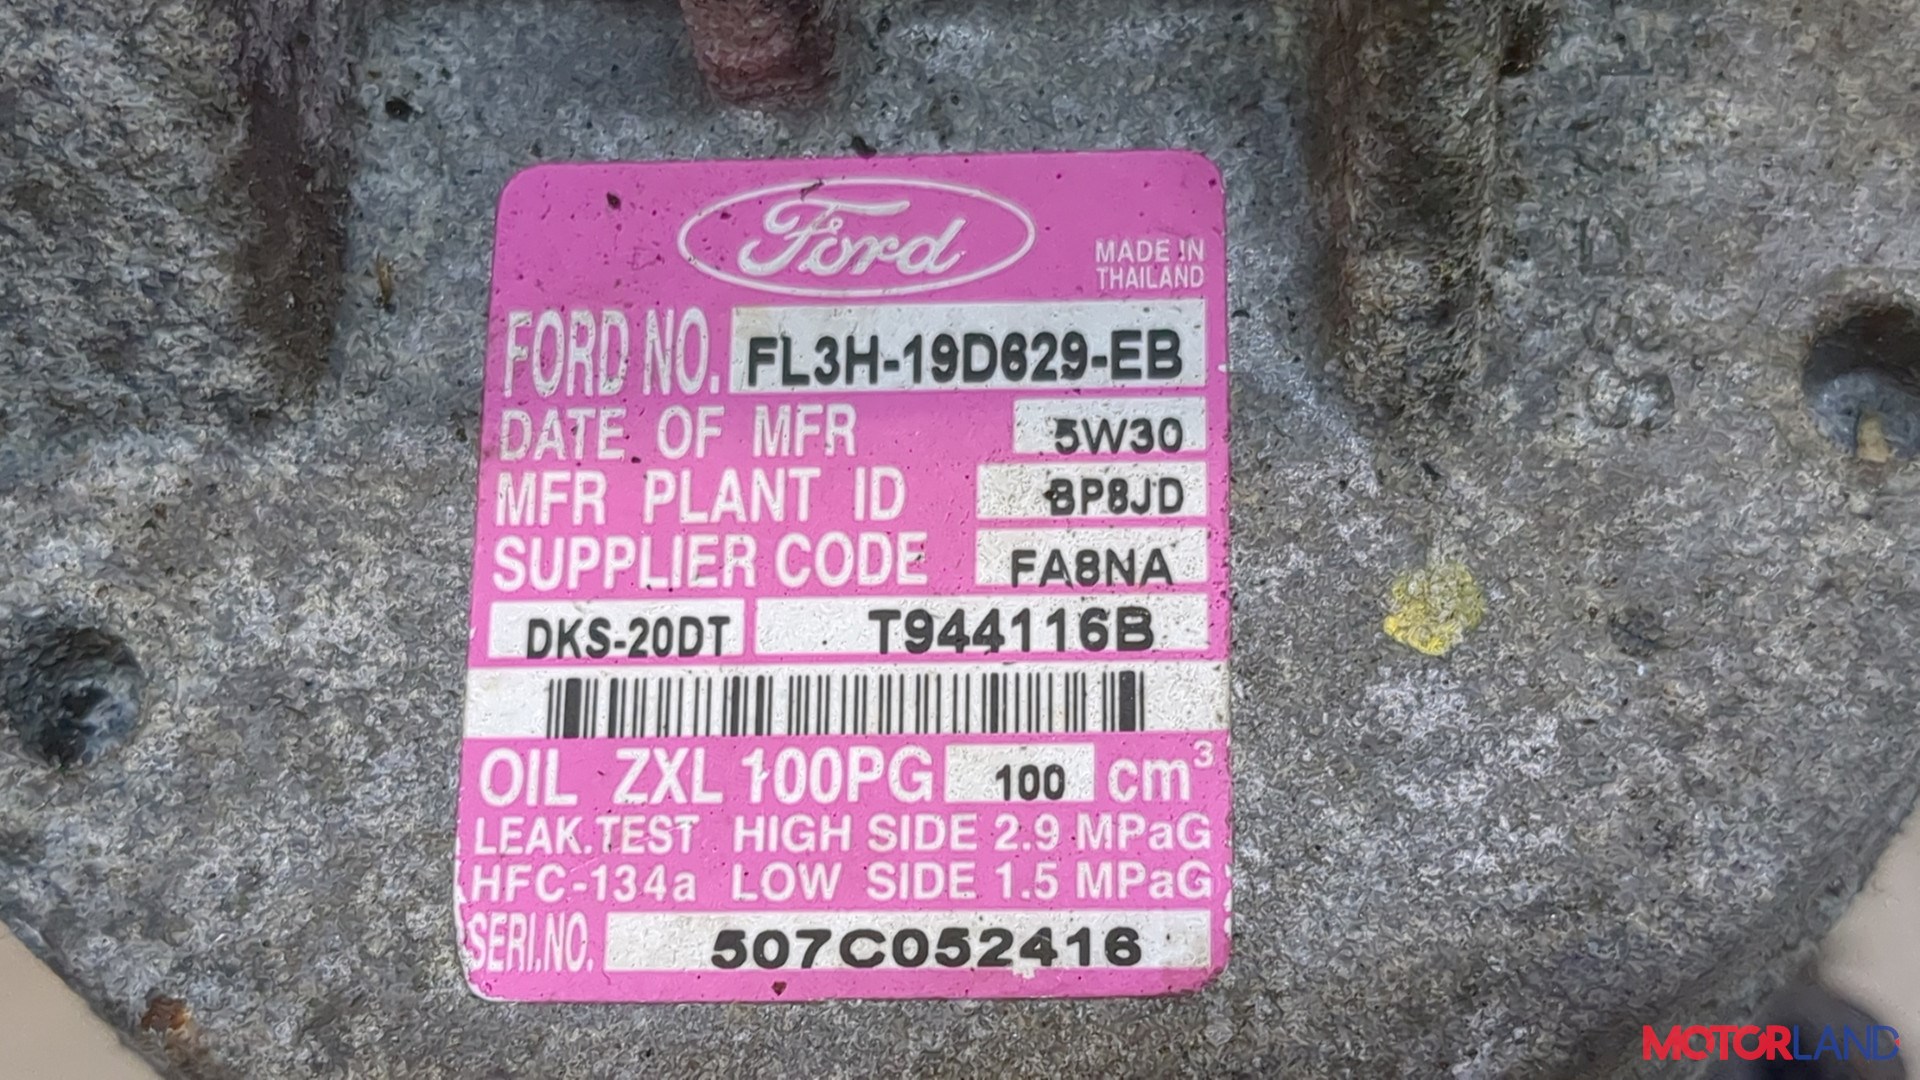 Ford
MADE IN
THAILAND
FORD NO. FL3H-19D629-EB
DATE OF MFR 5W30
MFR PLANT ID BP8JD
SUPPLIER CODE FA8NA
DKS-20DT T944116B
OIL ZXL 100PG 100 cm³
LEAK.TEST HIGH SIDE 2.9 MPaG
HFC-134a LOW SIDE 1.5 MPaG
SERI.NO. 507C052416
MOTORLAND